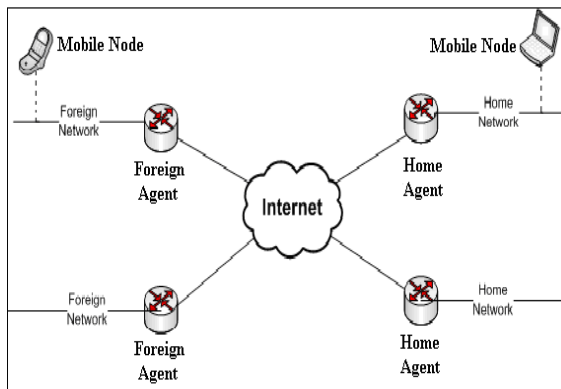 Mobile Node
Mobile Node
Foreign
Network
Home
Network
Foreign
Agent
Home
Agent
Internet
Foreign
Network
Home
Network
Foreign
Agent
Home
Agent